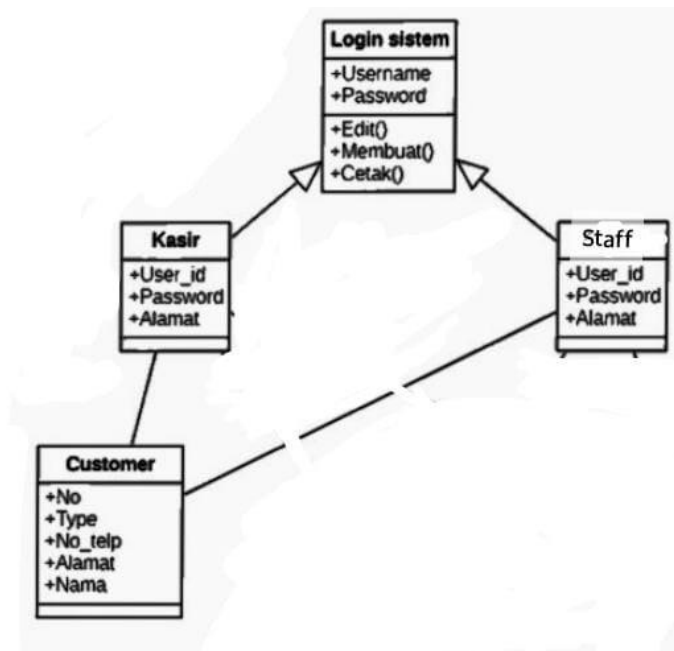 Login sistem
+Username
+Password
+Edit()
+Membuat()
+Cetak()
Kasir
+User_id
+Password
+Alamat
Staff
+User_id
+Password
+Alamat
Customer
+No
+Type
+No_telp
+Alamat
+Nama